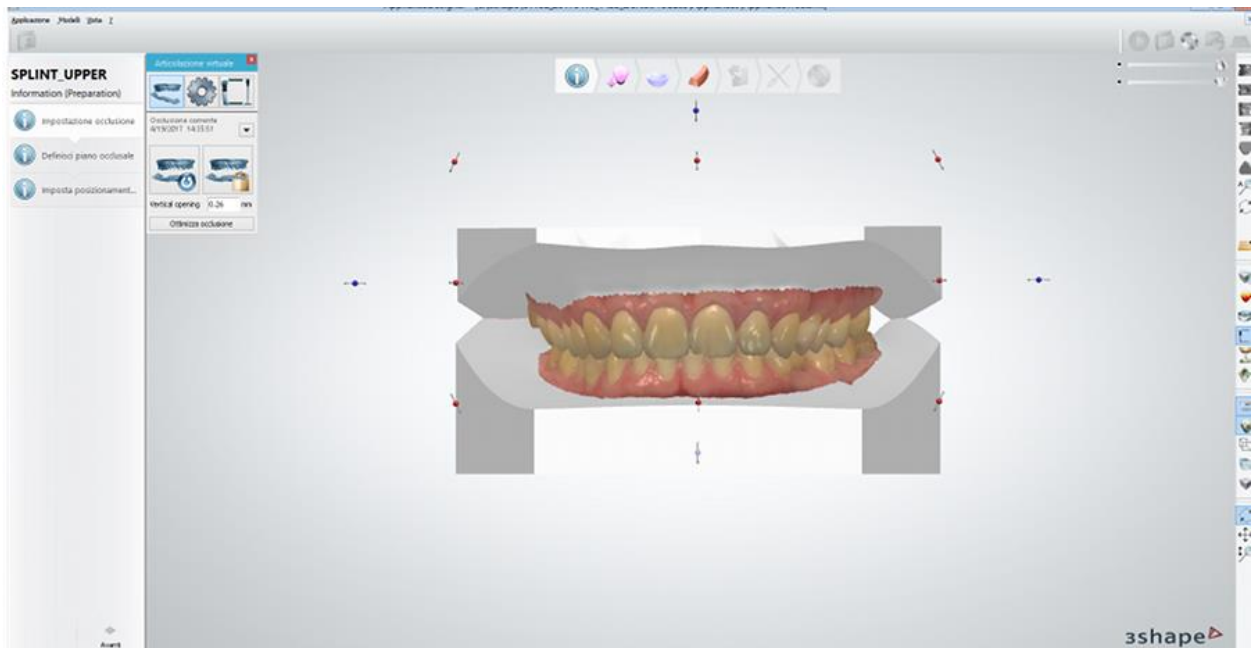 Applicazione Modelli Vista ?
SPLINT_UPPER
Information (Preparation)
Impostazione occlusione
Definisci piano occlusale
Imposta posizionament...
Articolazione virtuale
Occlusione corrente
4/19/2017 14:35:51
Vertical opening 0.26 mm
Ottimizza occlusione
Avanti
3shape